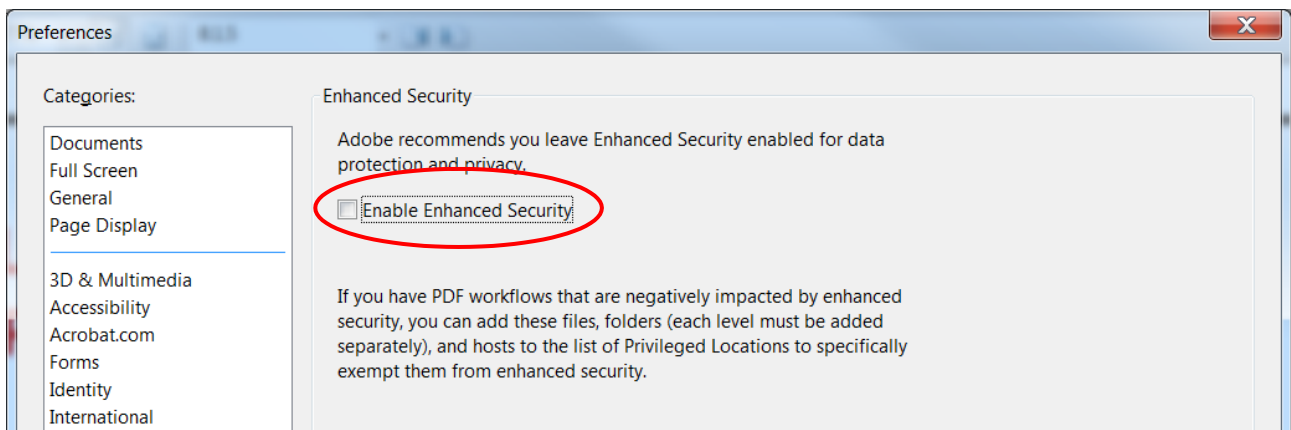 Preferences
Categories:
Documents
Full Screen
General
Page Display
3D & Multimedia
Accessibility
Acrobat.com
Forms
Identity
International
Enhanced Security
Adobe recommends you leave Enhanced Security enabled for data
protection and privacy.
Enable Enhanced Security
If you have PDF workflows that are negatively impacted by enhanced
security, you can add these files, folders (each level must be added
separately), and hosts to the list of Privileged Locations to specifically
exempt them from enhanced security.